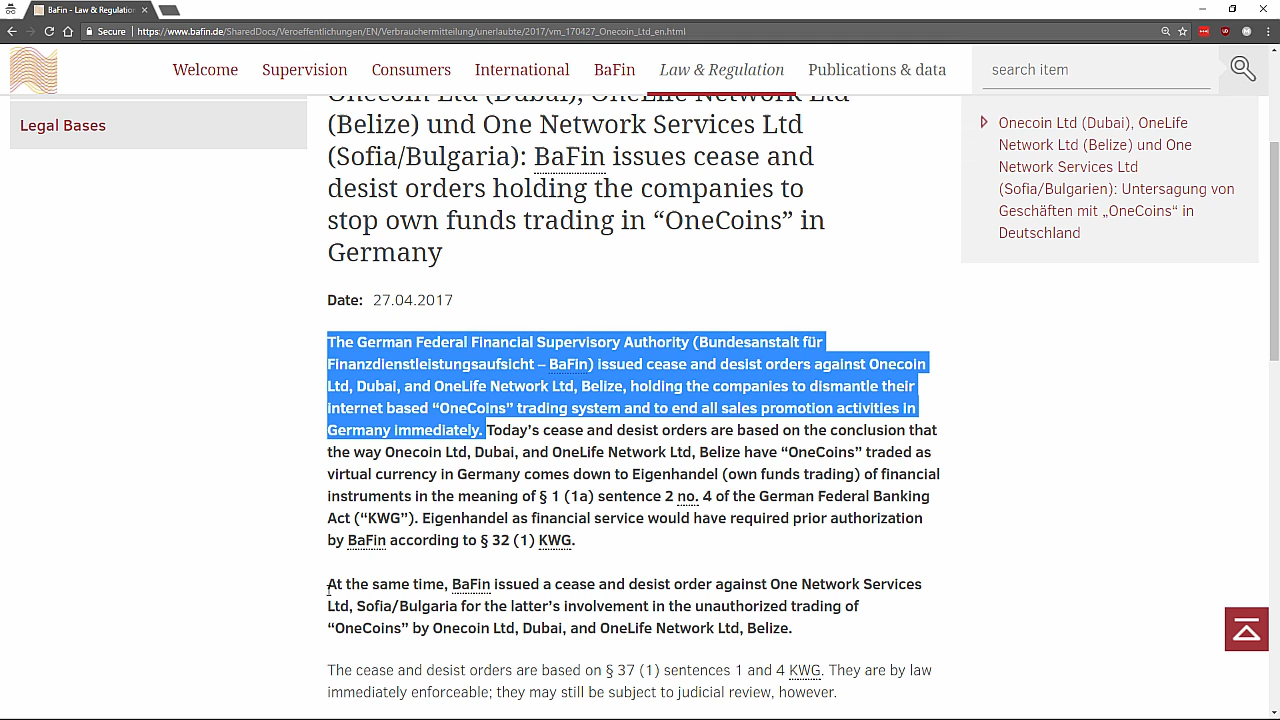 BaFin - Law & Regulation
Secure https://www.bafin.de/SharedDocs/Veroeffentlichungen/EN/Verbrauchermitteilung/unerlaubte/2017/vm_170427_Onecoin_Ltd_en.html
Welcome Supervision Consumers International BaFin Law & Regulation Publications & data search item
Legal Bases
Onecoin Ltd (Dubai), OneLife Network Ltd
(Belize) und One Network Services Ltd
(Sofia/Bulgaria): BaFin issues cease and
desist orders holding the companies to
stop own funds trading in “OneCoins” in
Germany
Date: 27.04.2017
The German Federal Financial Supervisory Authority (Bundesanstalt für
Finanzdienstleistungsaufsicht – BaFin) issued cease and desist orders against Onecoin
Ltd, Dubai, and OneLife Network Ltd, Belize, holding the companies to dismantle their
internet based “OneCoins” trading system and to end all sales promotion activities in
Germany immediately. Today’s cease and desist orders are based on the conclusion that
the way Onecoin Ltd, Dubai, and OneLife Network Ltd, Belize have “OneCoins” traded as
virtual currency in Germany comes down to Eigenhandel (own funds trading) of financial
instruments in the meaning of § 1 (1a) sentence 2 no. 4 of the German Federal Banking
Act (“KWG”). Eigenhandel as financial service would have required prior authorization
by BaFin according to § 32 (1) KWG.
At the same time, BaFin issued a cease and desist order against One Network Services
Ltd, Sofia/Bulgaria for the latter’s involvement in the unauthorized trading of
“OneCoins” by Onecoin Ltd, Dubai, and OneLife Network Ltd, Belize.
The cease and desist orders are based on § 37 (1) sentences 1 and 4 KWG. They are by law
immediately enforceable; they may still be subject to judicial review, however.
Onecoin Ltd (Dubai), OneLife
Network Ltd (Belize) und One
Network Services Ltd
(Sofia/Bulgarien): Untersagung von
Geschäften mit „OneCoins“ in
Deutschland